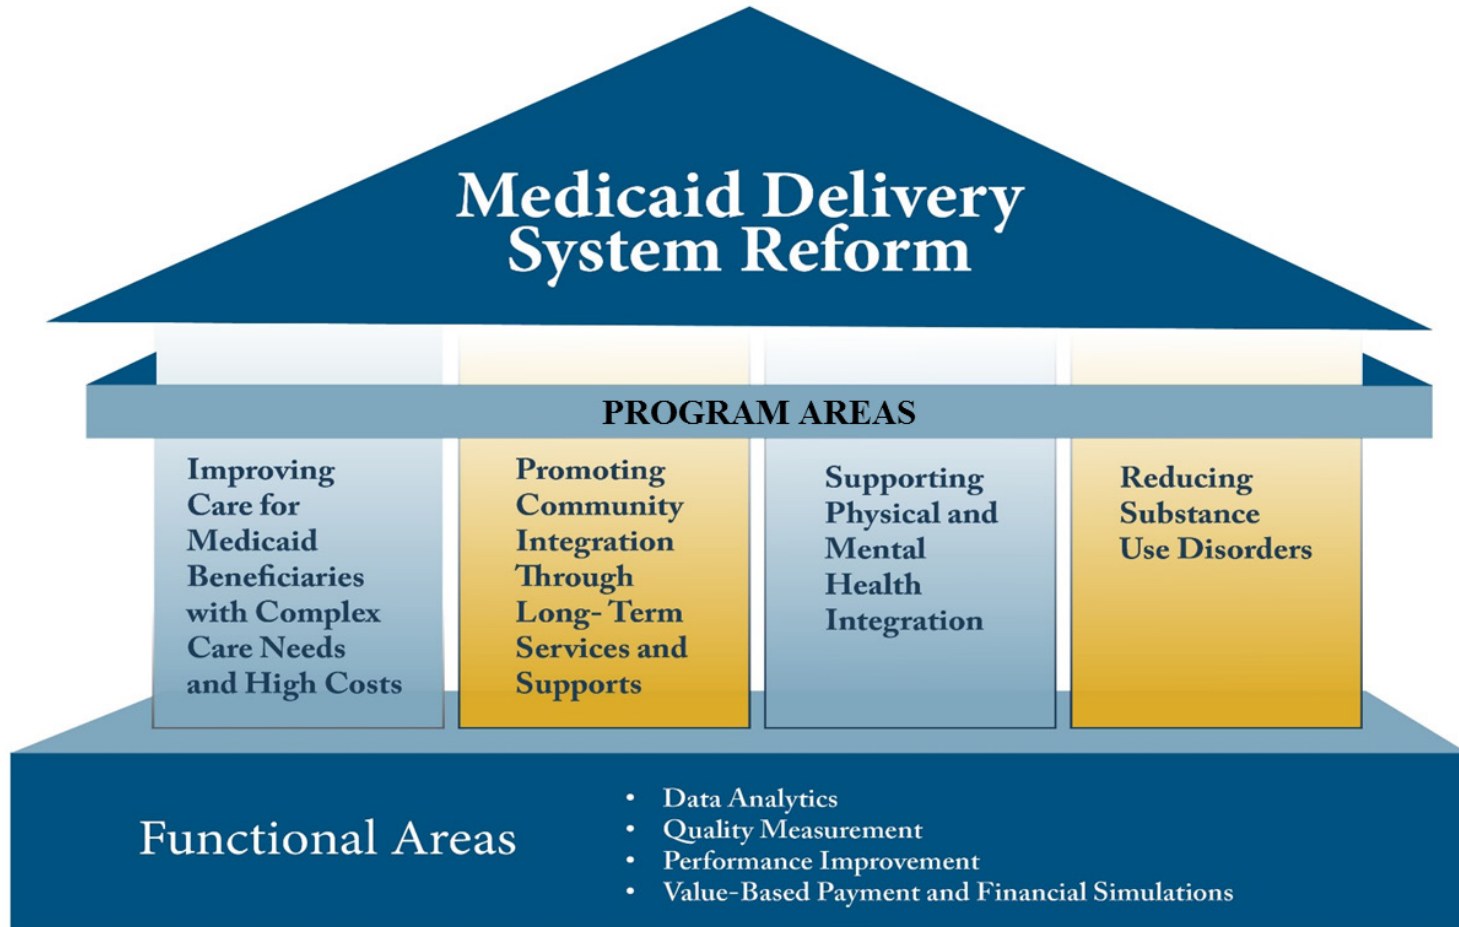 Medicaid Delivery
System Reform
PROGRAM AREAS
Improving
Care for
Medicaid
Beneficiaries
with Complex
Care Needs
and High Costs
Promoting
Community
Integration
Through
Long- Term
Services and
Supports
Supporting
Physical and
Mental
Health
Integration
Reducing
Substance
Use Disorders
Functional Areas
• Data Analytics
• Quality Measurement
• Performance Improvement
• Value-Based Payment and Financial Simulations